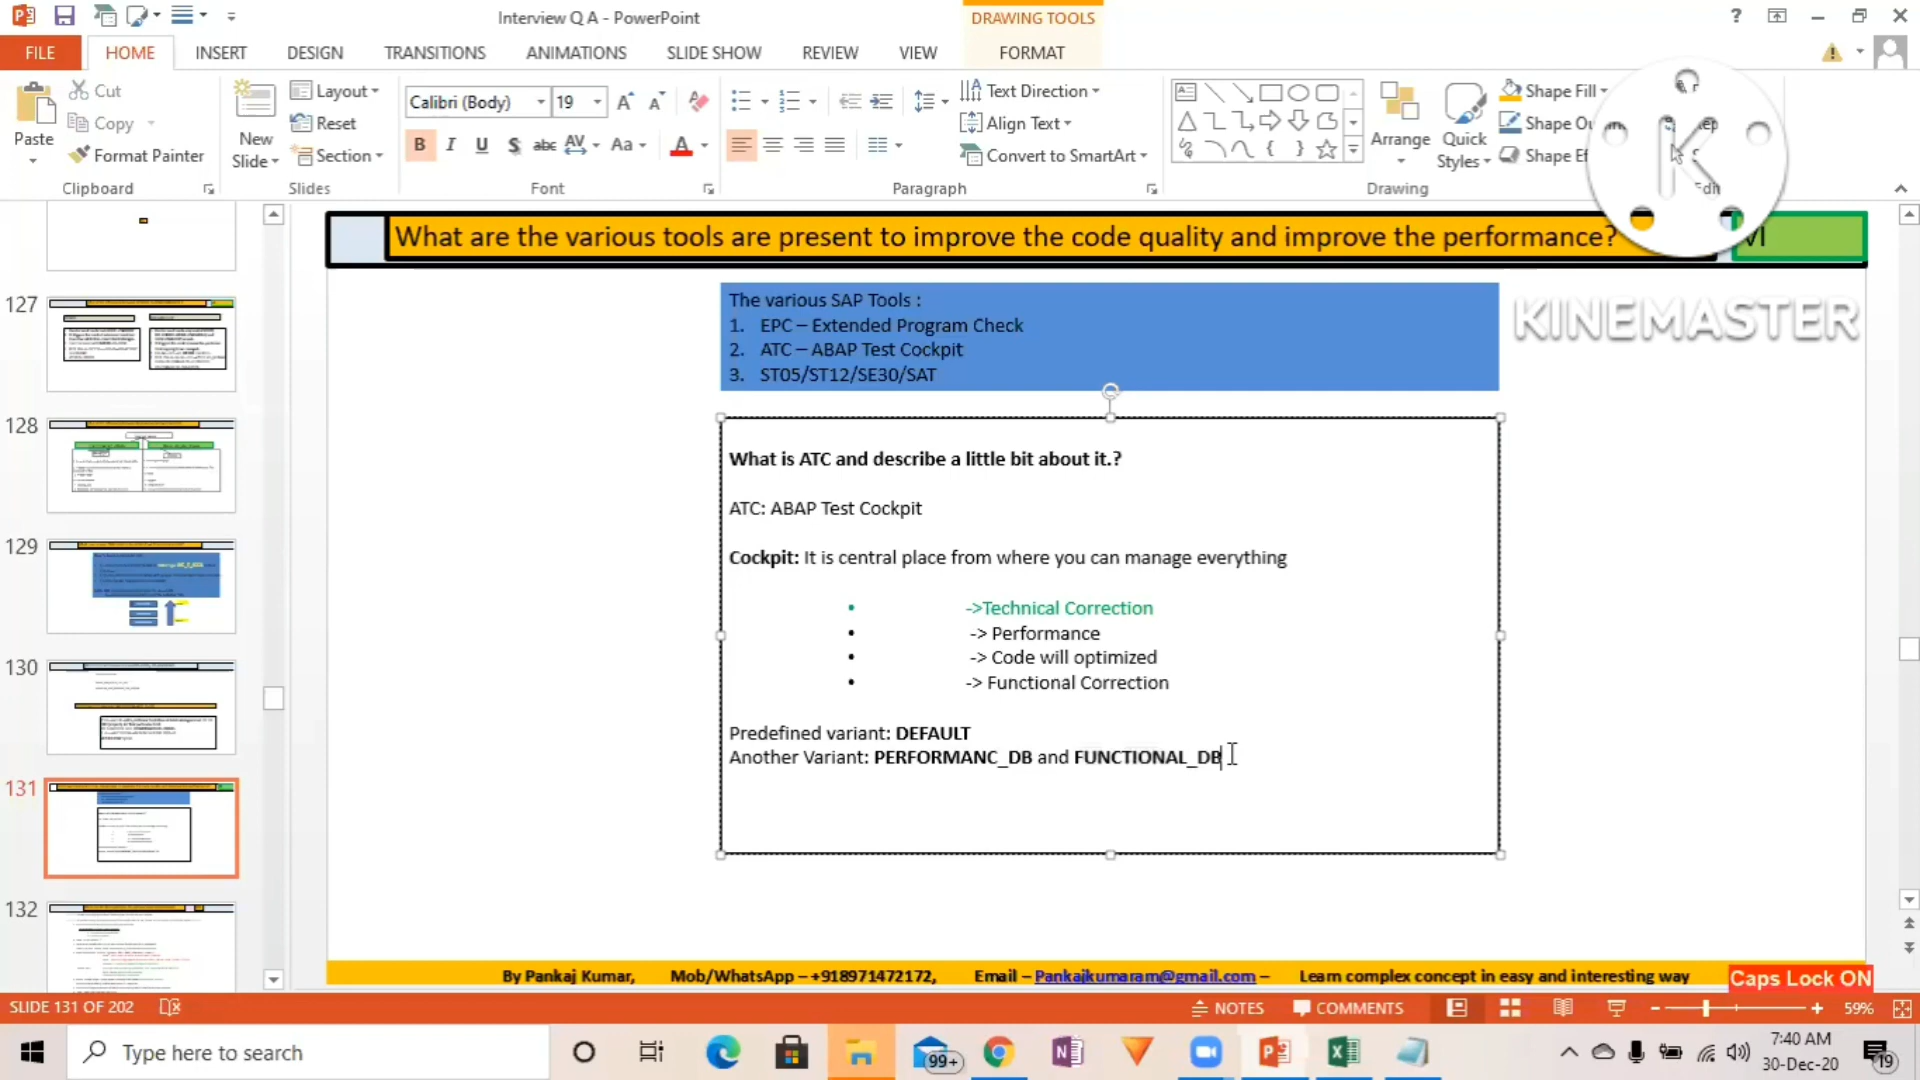 Interview Q A - PowerPoint
DRAWING TOOLS
FILE
HOME
INSERT
DESIGN
TRANSITIONS
ANIMATIONS
SLIDE SHOW
REVIEW
VIEW
FORMAT
Paste
Cut
Copy
Format Painter
Clipboard
New
Slide
Layout
Reset
Section
Slides
Calibri (Body)
19
Font
Text Direction
Align Text
Convert to SmartArt
Paragraph
Arrange
Quick
Styles
Shape Fill
Drawing
K
127
128
129
130
131
132
What are the various tools are present to improve the code quality and improve the performance?
VI
KINEMASTER
The various SAP Tools :
1. EPC – Extended Program Check
2. ATC – ABAP Test Cockpit
3. ST05/ST12/SE30/SAT
What is ATC and describe a little bit about it.?
ATC: ABAP Test Cockpit
Cockpit: It is central place from where you can manage everything
• ->Technical Correction
• -> Performance
• -> Code will optimized
• -> Functional Correction
Predefined variant: DEFAULT
Another Variant: PERFORMANC_DB and FUNCTIONAL_DB
By Pankaj Kumar, Mob/WhatsApp – +918971472172, Email – Pankajkumaram@gmail.com – Learn complex concept in easy and interesting way
Caps Lock ON
SLIDE 131 OF 202
NOTES
COMMENTS
59%
Type here to search
99+
7:40 AM
30-Dec-20
19